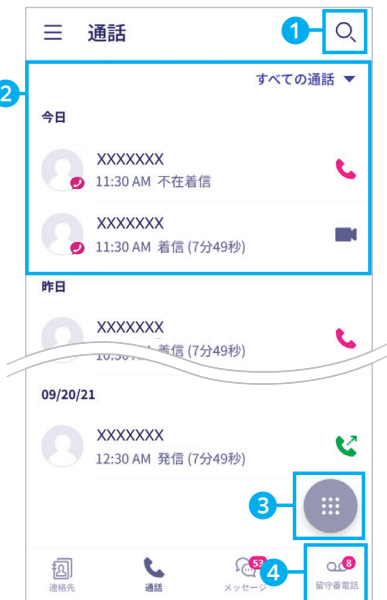 通話
1
すべての通話
2
今日
XXXXXXX
11:30 AM 不在着信
XXXXXXX
11:30 AM 着信 (7分49秒)
昨日
XXXXXXX
着信 (7分49秒)
09/20/21
XXXXXXX
12:30 AM 発信 (7分49秒)
3
53
4
8
連絡先
通話
メッセージ
留守番電話